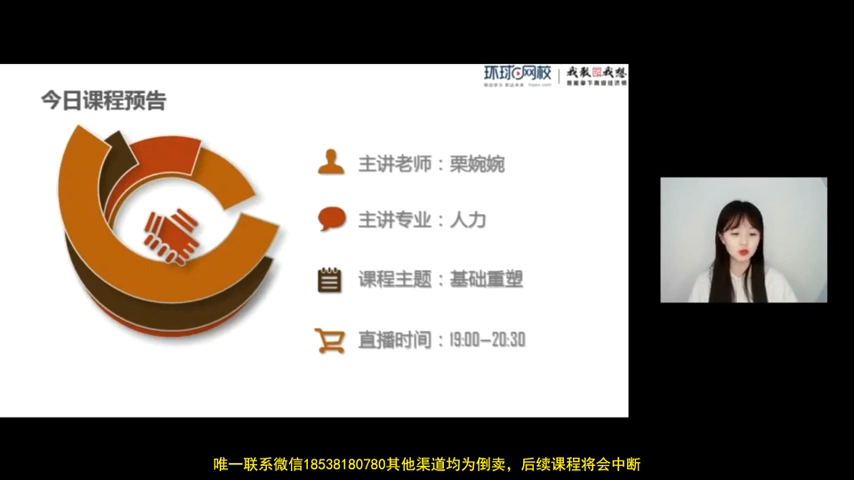 环球网校
我敢 我想
今日课程预告
主讲老师：栗婉婉
主讲专业：人力
课程主题：基础重塑
直播时间：19:00-20:30
唯一联系微信18538180780其他渠道均为倒卖，后续课程将会中断